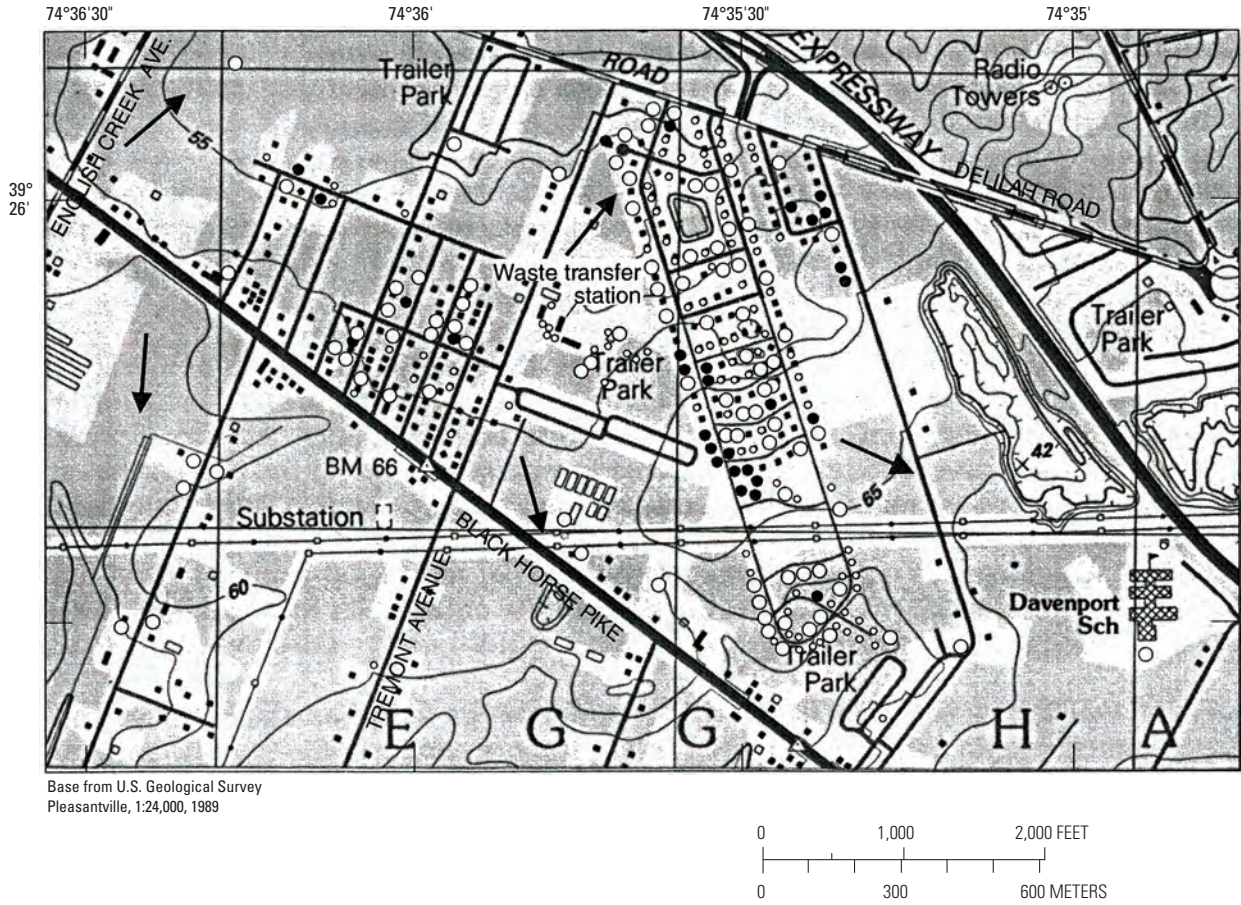 74°36'30"
74°36'
74°35'30"
74°35'
39°
26'
ENGLISH CREEK AVE.
55
Trailer
Park
ROAD
EXPRESSWAY
Radio
Towers
DELILAH ROAD
Waste transfer
station
Trailer
Park
Trailer
Park
42
BM 66
65
Substation
BLACK HORSE PIKE
60
TREMONT AVENUE
Davenport
Sch
6
Trailer
Park
E G G H A
Base from U.S. Geological Survey
Pleasantville, 1:24,000, 1989
0 1,000 2,000 FEET
0 300 600 METERS